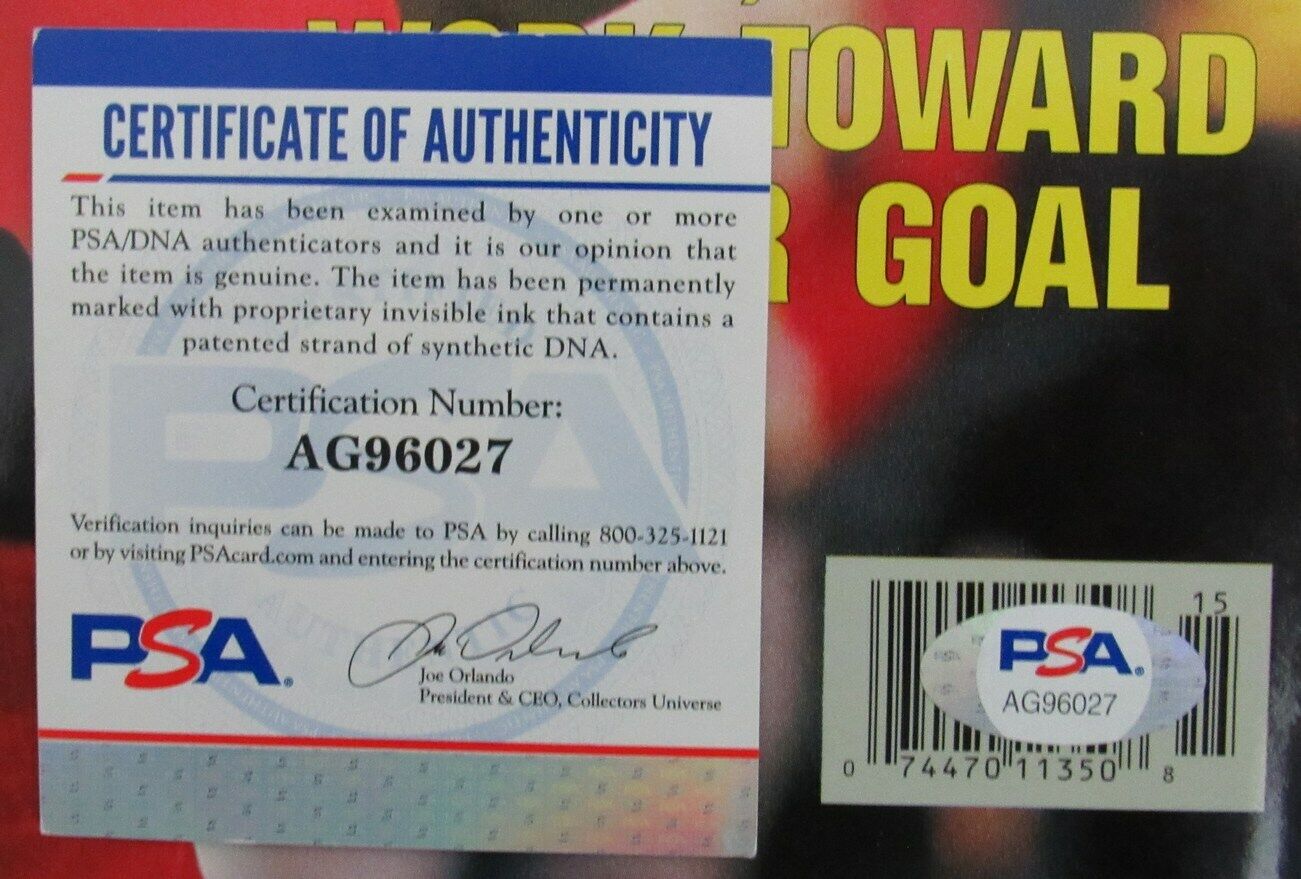 WORK TOWARD
GOAL
CERTIFICATE OF AUTHENTICITY
This item has been examined by one or more
PSA/DNA authenticators and it is our opinion that
the item is genuine. The item has been permanently
marked with proprietary invisible ink that contains a
patented strand of synthetic DNA.
Certification Number:
AG96027
Verification inquiries can be made to PSA by calling 800-325-1121
or by visiting PSAcard.com and entering the certification number above.
PSA
Joe Orlando
President & CEO, Collectors Universe
15
PSA
AG96027
0 74470 11350 8